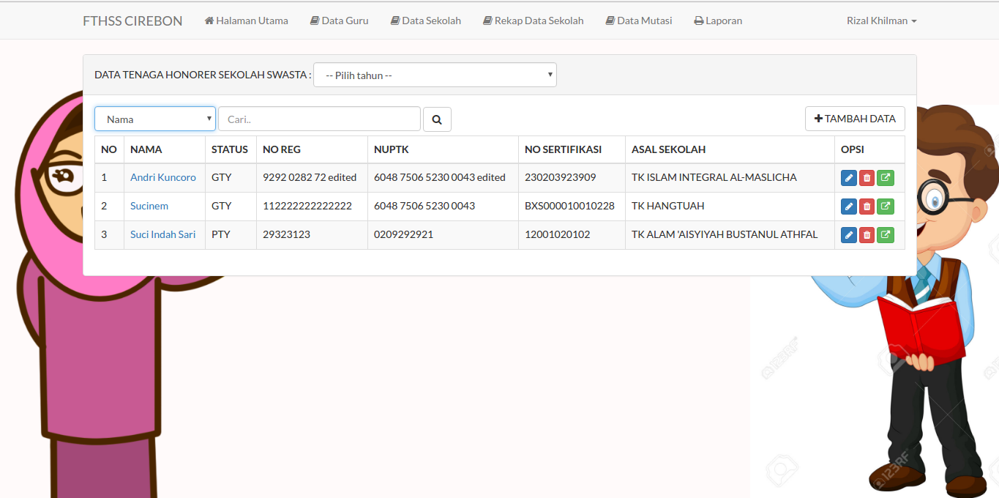 FTHSS CIREBON Halaman Utama Data Guru Data Sekolah Rekap Data Sekolah Data Mutasi Laporan Rizal Khilman
DATA TENAGA HONORER SEKOLAH SWASTA : -- Pilih tahun --
Nama Cari.. TAMBAH DATA
NO NAMA STATUS NO REG NUPTK NO SERTIFIKASI ASAL SEKOLAH OPSI
1 Andri Kuncoro GTY 9292 0282 72 edited 6048 7506 5230 0043 edited 230203923909 TK ISLAM INTEGRAL AL-MASLICHA
2 Sucinem GTY 112222222222222 6048 7506 5230 0043 BXS000010010228 TK HANGTUAH
3 Suci Indah Sari PTY 29323123 0209292921 12001020102 TK ALAM 'AISYIYAH BUSTANUL ATHFAL
123RF
123RF